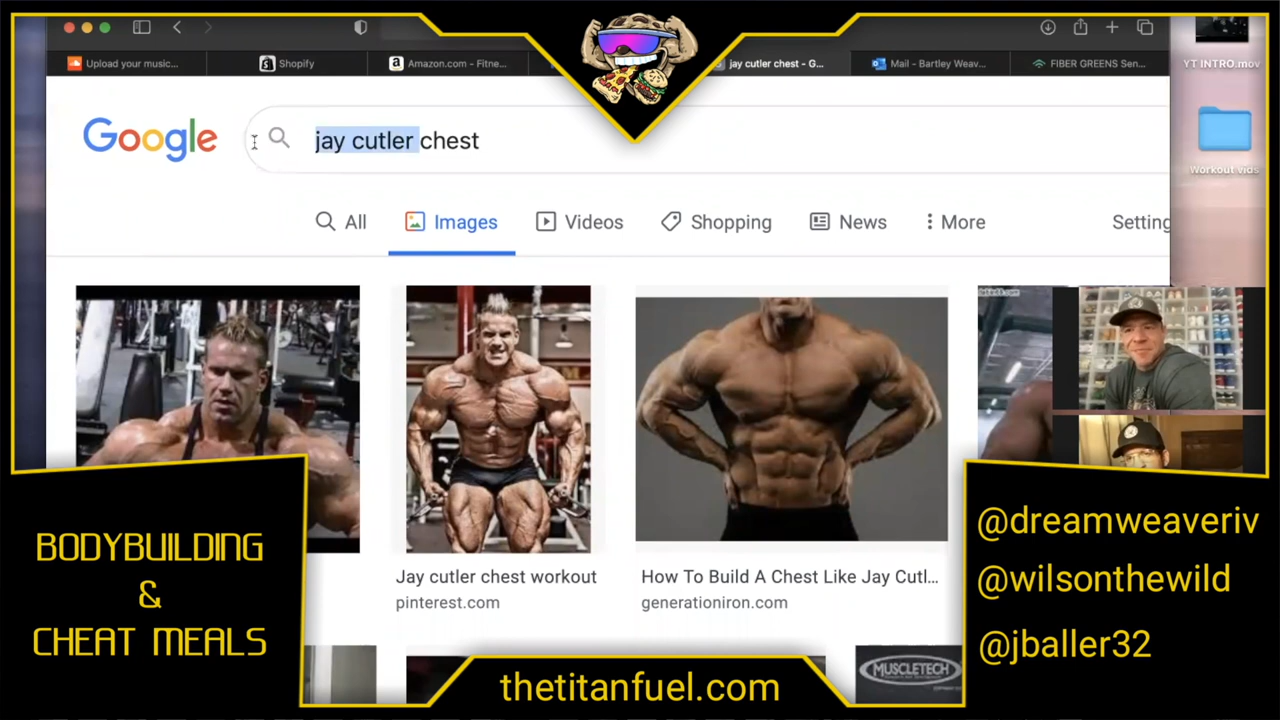 Upload your music...
Shopify
Amazon.com - Fitne...
jay cutler chest - G...
Mail - Bartley Weav...
FIBER GREENS Sen...
YT INTRO.mov
Google
jay cutler chest
All
Images
Videos
Shopping
News
More
Setting
Workout vids
Jay cutler chest workout
pinterest.com
How To Build A Chest Like Jay Cutl...
generationiron.com
MUSCLETECH
BODYBUILDING
&
CHEAT MEALS
@dreamweaveriv
@wilsonthewild
@jballer32
thetitanfuel.com